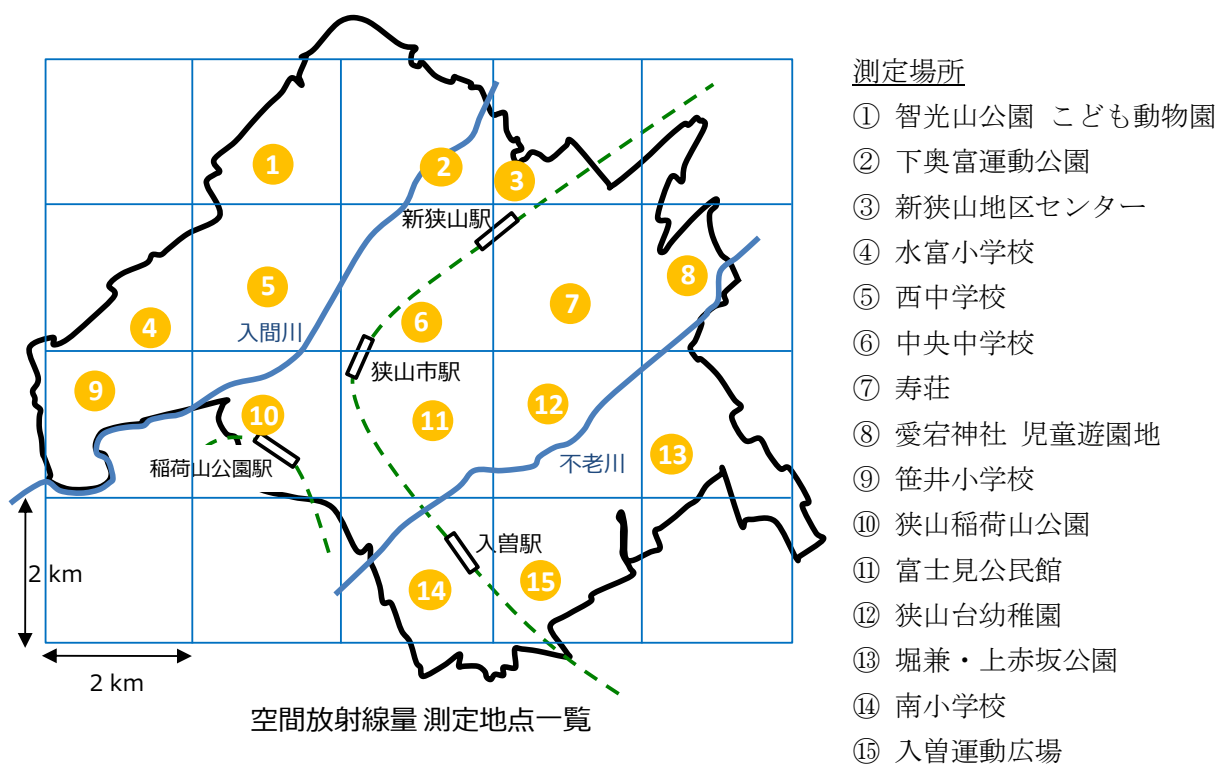 ①
②
③
新狭山駅
⑧
⑤
⑦
④
⑥
入間川
狭山市駅
⑨
⑫
⑩
⑪
⑬
稲荷山公園駅
不老川
入曽駅
2 km
⑮
⑭
2 km
空間放射線量 測定地点一覧
測定場所
① 智光山公園 こども動物園
② 下奥富運動公園
③ 新狭山地区センター
④ 水富小学校
⑤ 西中学校
⑥ 中央中学校
⑦ 寿荘
⑧ 愛宕神社 児童遊園地
⑨ 笹井小学校
⑩ 狭山稲荷山公園
⑪ 富士見公民館
⑫ 狭山台幼稚園
⑬ 堀兼・上赤坂公園
⑭ 南小学校
⑮ 入曽運動広場